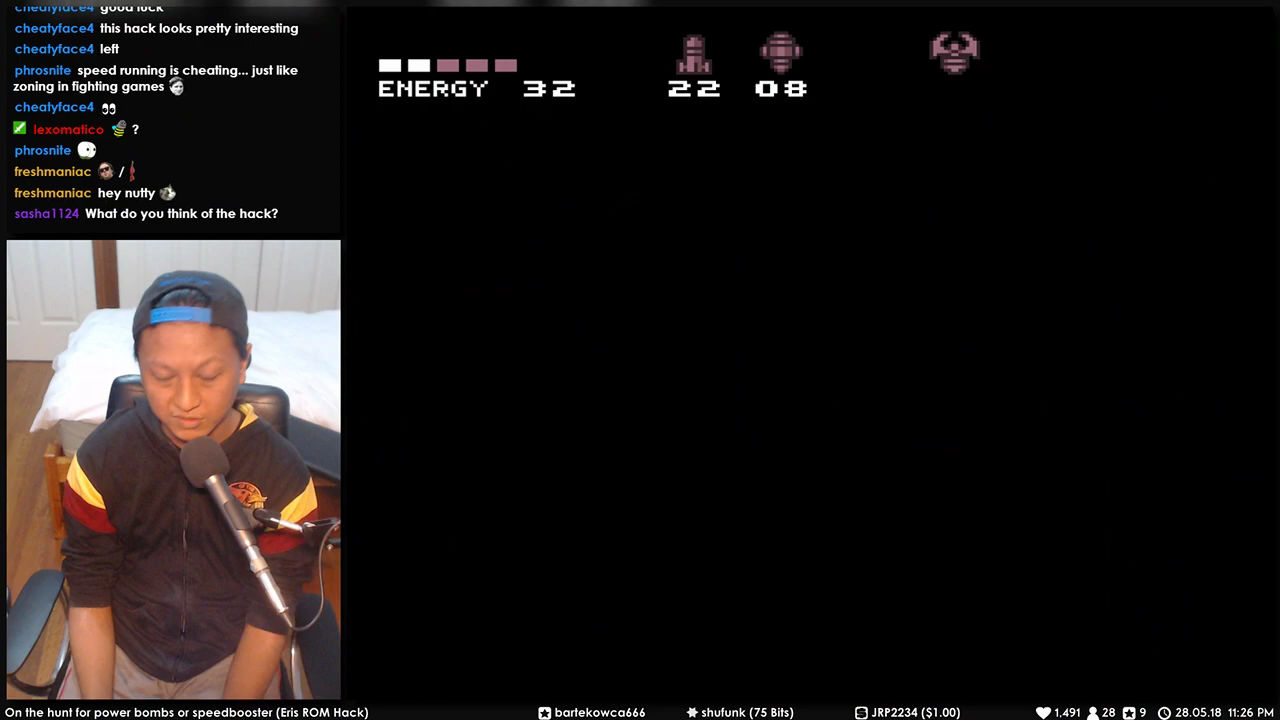 cheatyface4 good luck
cheatyface4 this hack looks pretty interesting
cheatyface4 left
phrosnite speed running is cheating... just like
zoning in fighting games
cheatyface4
lexomatico ?
phrosnite
freshmaniac /
freshmaniac hey nutty
sasha1124 What do you think of the hack?
ENERGY 32 22 08
On the hunt for power bombs or speedbooster (Eris ROM Hack) bartekowca666 shufunk (75 Bits) JRP2234 ($1.00) 1,491 28 9 28.05.18 11:26 PM